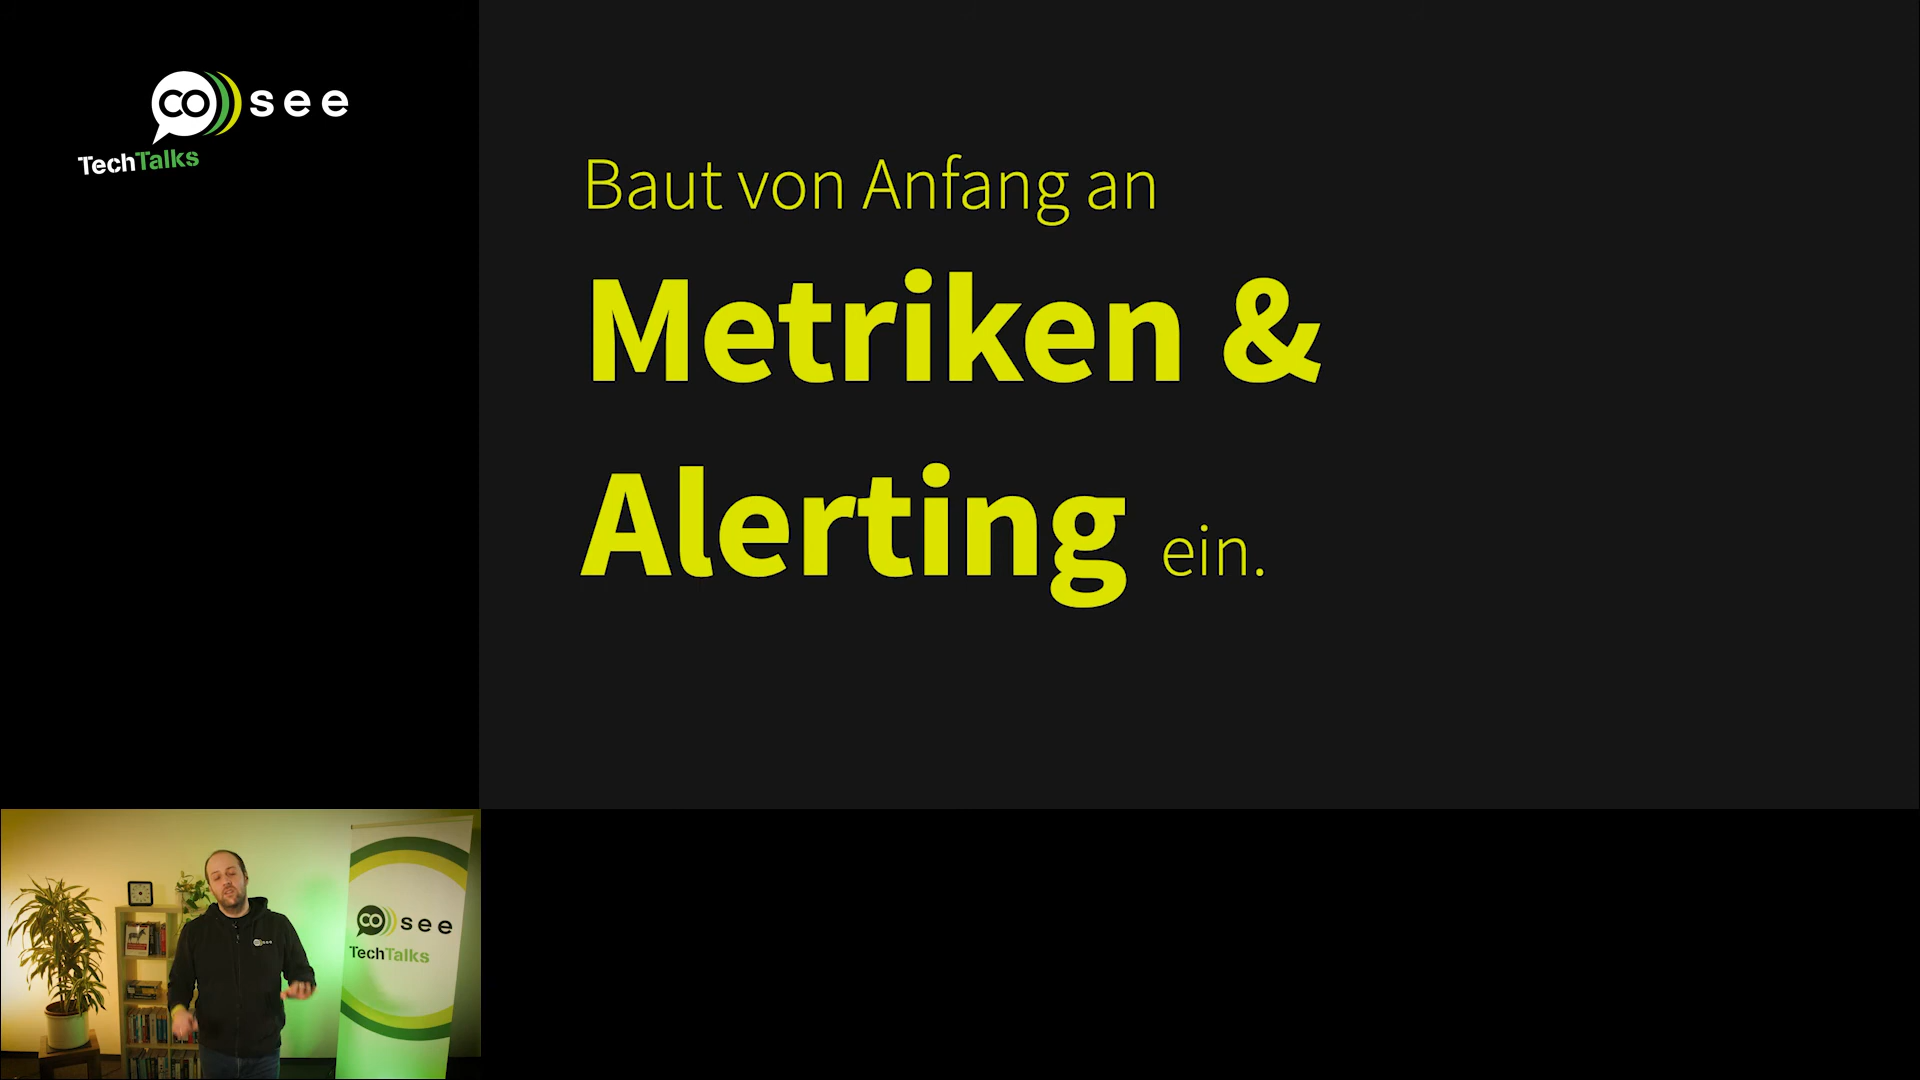 co see
TechTalks
Baut von Anfang an
Metriken &
Alerting ein.
co see
TechTalks